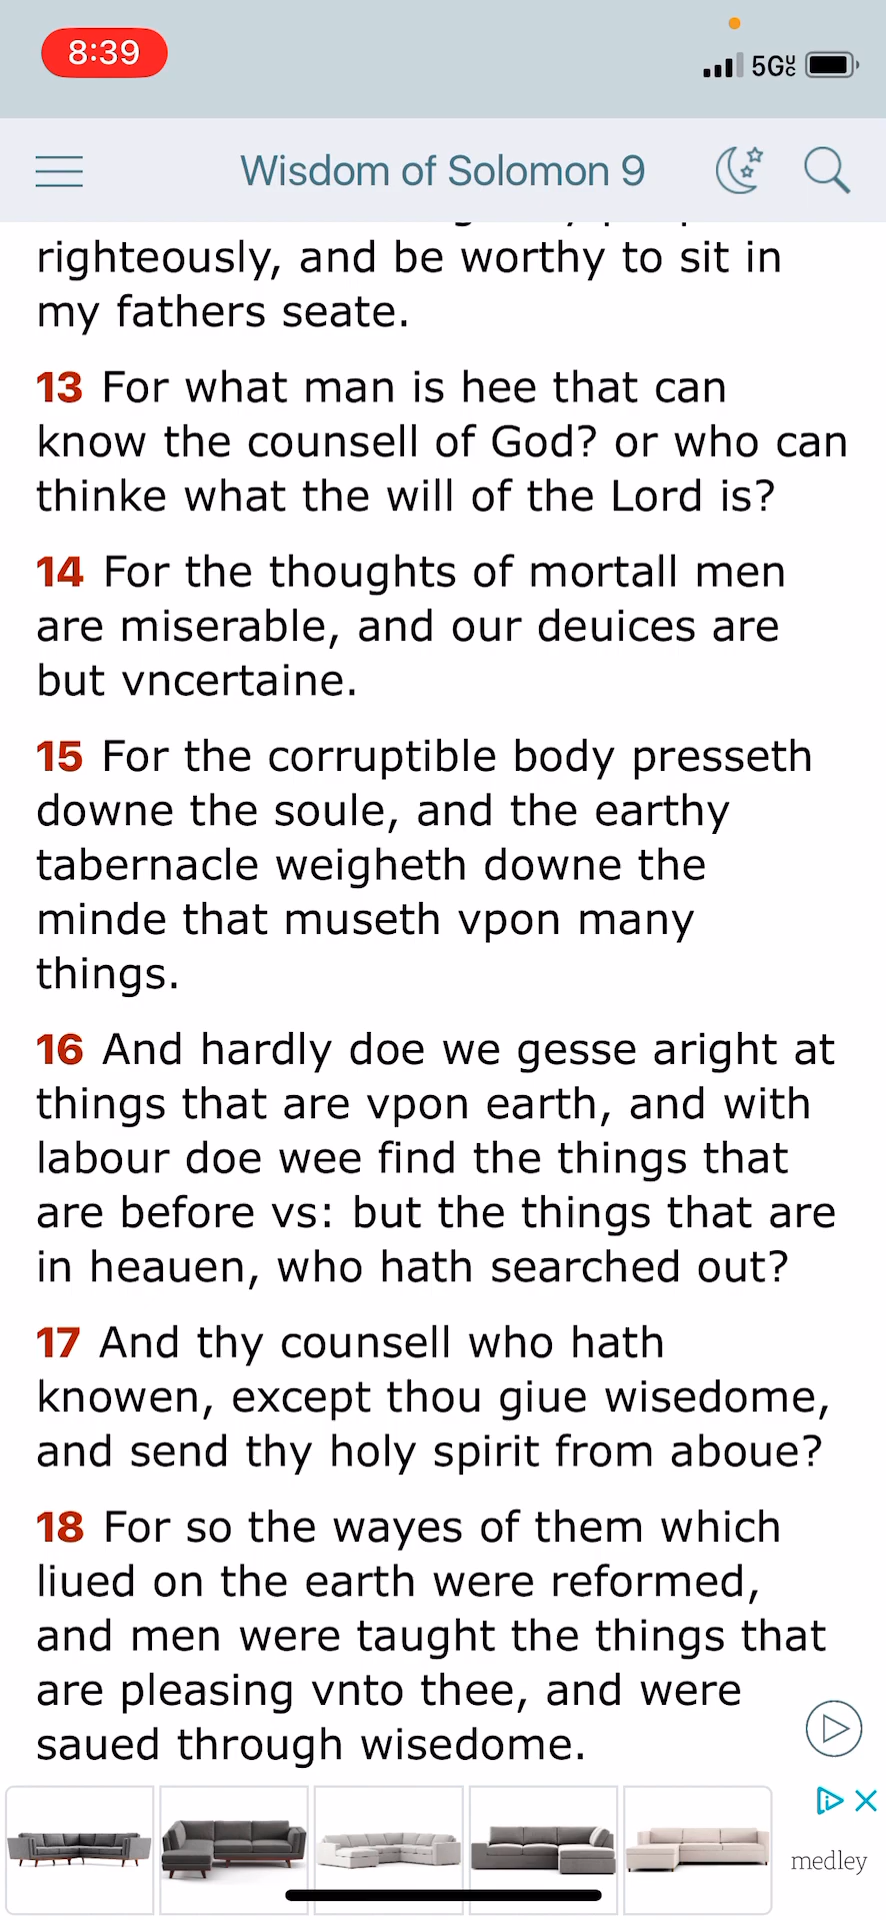 8:39
5GUC
Wisdom of Solomon 9
righteously, and be worthy to sit in
my fathers seate.
13 For what man is hee that can
know the counsell of God? or who can
thinke what the will of the Lord is?
14 For the thoughts of mortall men
are miserable, and our deuices are
but vncertaine.
15 For the corruptible body presseth
downe the soule, and the earthy
tabernacle weigheth downe the
minde that museth vpon many
things.
16 And hardly doe we gesse aright at
things that are vpon earth, and with
labour doe wee find the things that
are before vs: but the things that are
in heauen, who hath searched out?
17 And thy counsell who hath
knowen, except thou giue wisedome,
and send thy holy spirit from aboue?
18 For so the wayes of them which
liued on the earth were reformed,
and men were taught the things that
are pleasing vnto thee, and were
saued through wisedome.
medley